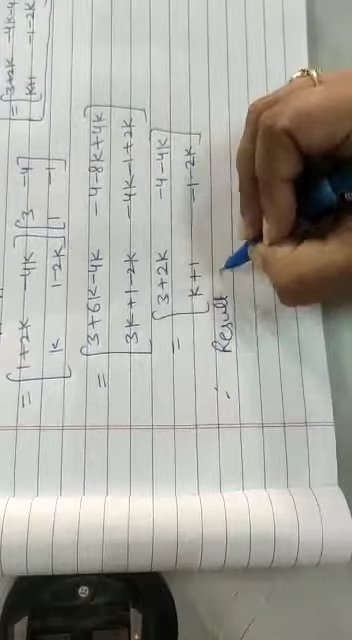 = [3+2K -4K-4
K+1 -1-2K]
= [1+2K -4K] [3 -4]
[K 1-2K] [1 -1]
= [3+6K-4K -4-8K+4K]
[3K+1-2K -4K-1+2K]
= [3+2K -4-4K]
[K+1 -1-2K]
∴ Result